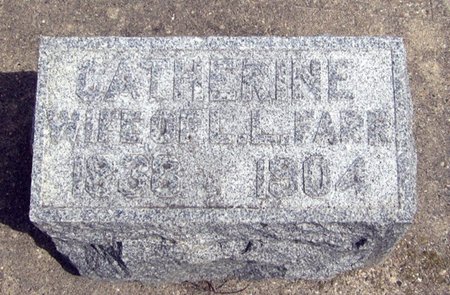 CATHERINE
WIFE OF L. L. FARR
1838 1904